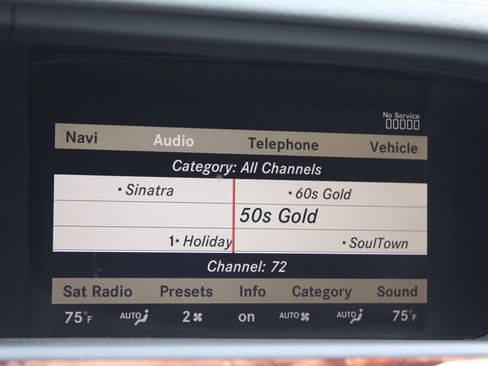 No Service
Navi Audio Telephone Vehicle
Category: All Channels
• Sinatra • 60s Gold
50s Gold
1• Holiday • SoulTown
Channel: 72
Sat Radio Presets Info Category Sound
75°F AUTO 2 on AUTO AUTO 75°F